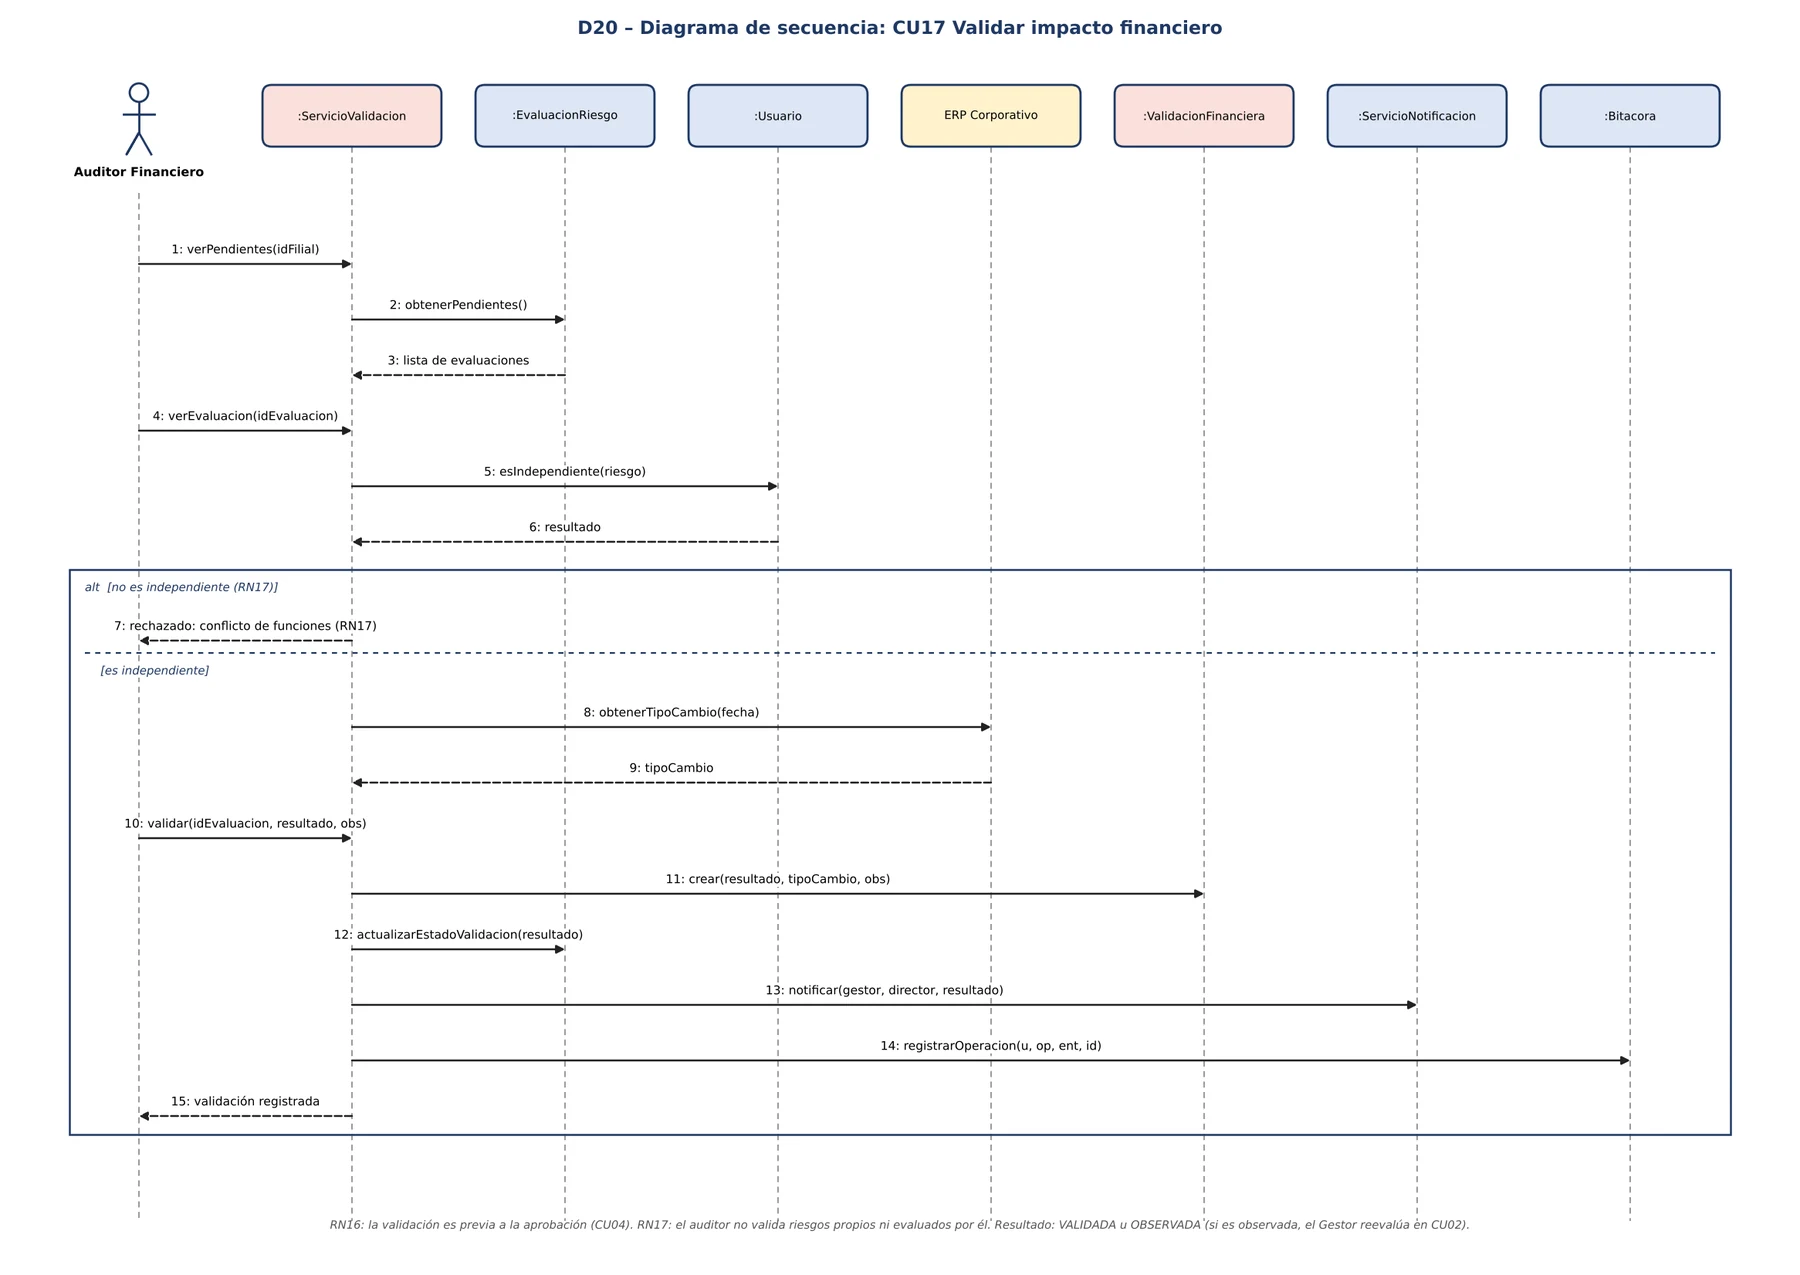 D20 – Diagrama de secuencia: CU17 Validar impacto financiero
:ServicioValidacion
:EvaluacionRiesgo
:Usuario
ERP Corporativo
:ValidacionFinanciera
:ServicioNotificacion
:Bitacora
Auditor Financiero
1: verPendientes(idFilial)
2: obtenerPendientes()
3: lista de evaluaciones
4: verEvaluacion(idEvaluacion)
5: esIndependiente(riesgo)
6: resultado
alt [no es independiente (RN17)]
7: rechazado: conflicto de funciones (RN17)
[es independiente]
8: obtenerTipoCambio(fecha)
9: tipoCambio
10: validar(idEvaluacion, resultado, obs)
11: crear(resultado, tipoCambio, obs)
12: actualizarEstadoValidacion(resultado)
13: notificar(gestor, director, resultado)
14: registrarOperacion(u, op, ent, id)
15: validación registrada
RN16: la validación es previa a la aprobación (CU04). RN17: el auditor no valida riesgos propios ni evaluados por él. Resultado: VALIDADA u OBSERVADA (si es observada, el Gestor reevalúa en CU02).